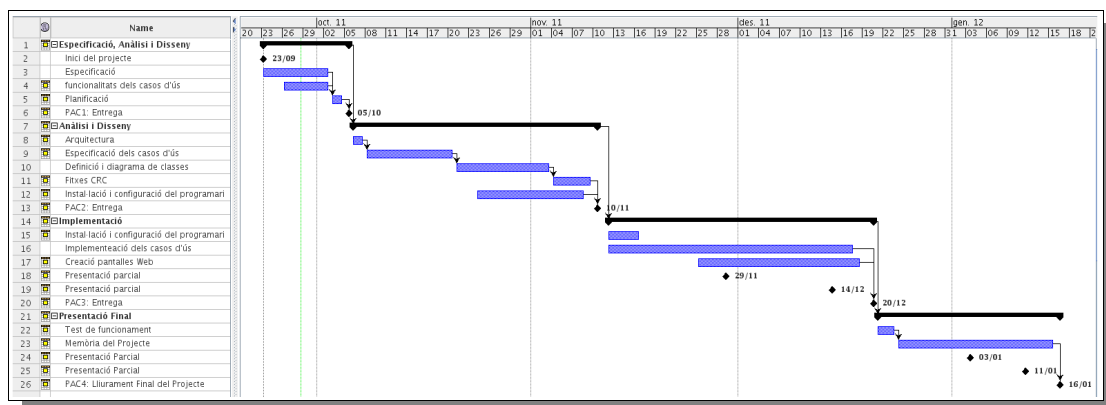 Name
oct. 11 nov. 11 des. 11 gen. 12
20 23 26 29 02 05 08 11 14 17 20 23 26 29 01 04 07 10 13 16 19 22 25 28 01 04 07 10 13 16 19 22 25 28 31 03 06 09 12 15 18 2
1 Especificació, Anàlisi i Disseny
2 Inici del projecte 23/09
3 Especificació
4 funcionalitats dels casos d'ús
5 Planificació
6 PAC1: Entrega 05/10
7 Anàlisi i Disseny
8 Arquitectura
9 Especificació dels casos d'ús
10 Definició i diagrama de classes
11 Fitxes CRC
12 Instal·lació i configuració del programari
13 PAC2: Entrega 10/11
14 Implementació
15 Instal·lació i configuració del programari
16 Implementeació dels casos d'ús
17 Creació pantalles Web
18 Presentació parcial 29/11
19 Presentació parcial 14/12
20 PAC3: Entrega 20/12
21 Presentació Final
22 Test de funcionament
23 Memòria del Projecte
24 Presentació Parcial 03/01
25 Presentació Parcial 11/01
26 PAC4: Lliurament Final del Projecte 16/01